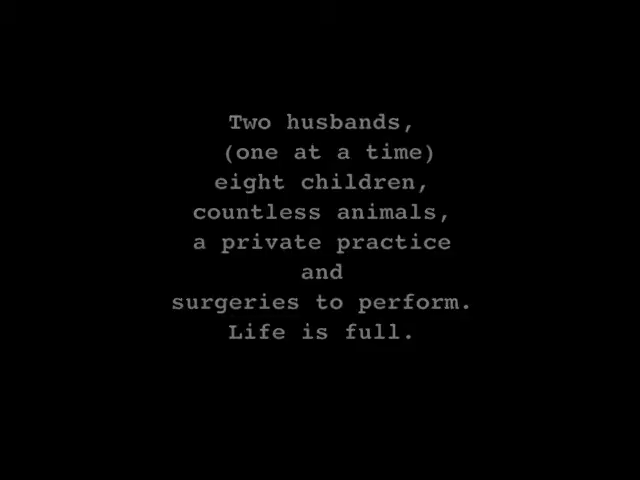 Two husbands,
(one at a time)
eight children,
countless animals,
a private practice
and
surgeries to perform.
Life is full.